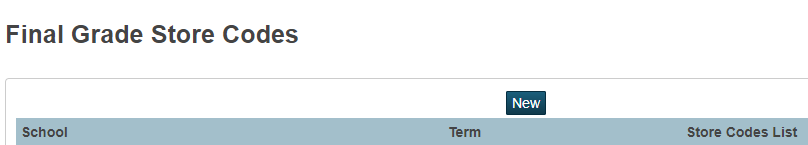 Final Grade Store Codes
New
School Term Store Codes List